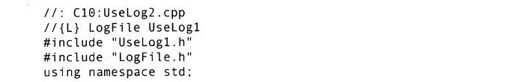 //: C10:UseLog2.cpp
//{L} LogFile UseLog1
#include "UseLog1.h"
#include "LogFile.h"
using namespace std;